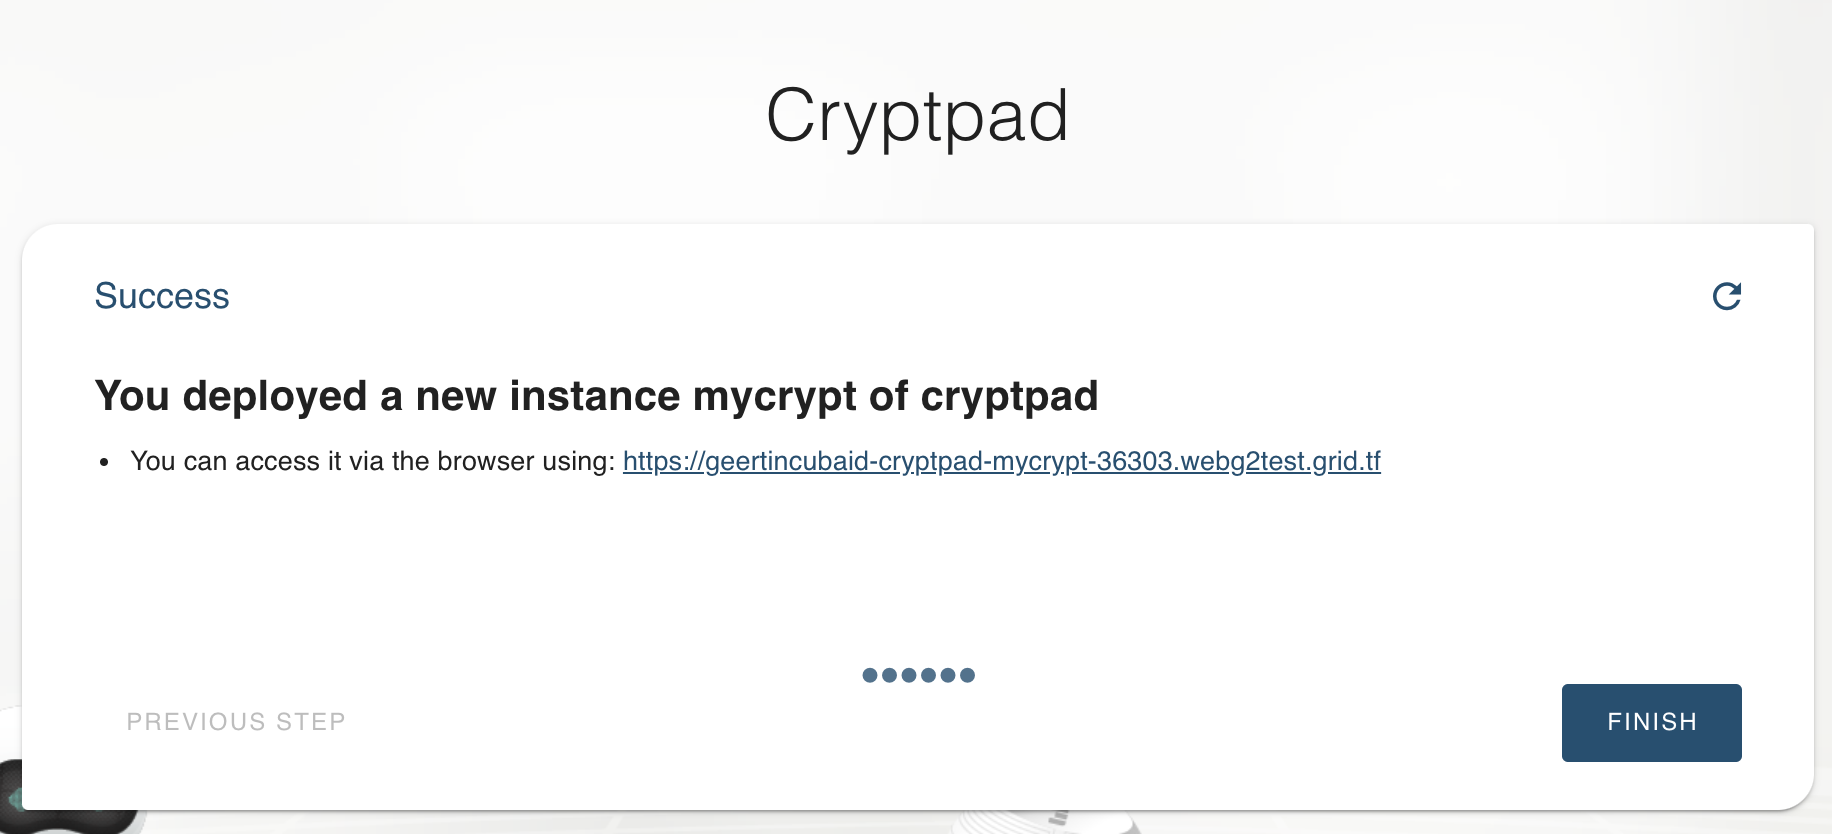 Cryptpad
Success
You deployed a new instance mycrypt of cryptpad
You can access it via the browser using: https://geertincubaid-cryptpad-mycrypt-36303.webg2test.grid.tf
PREVIOUS STEP
FINISH